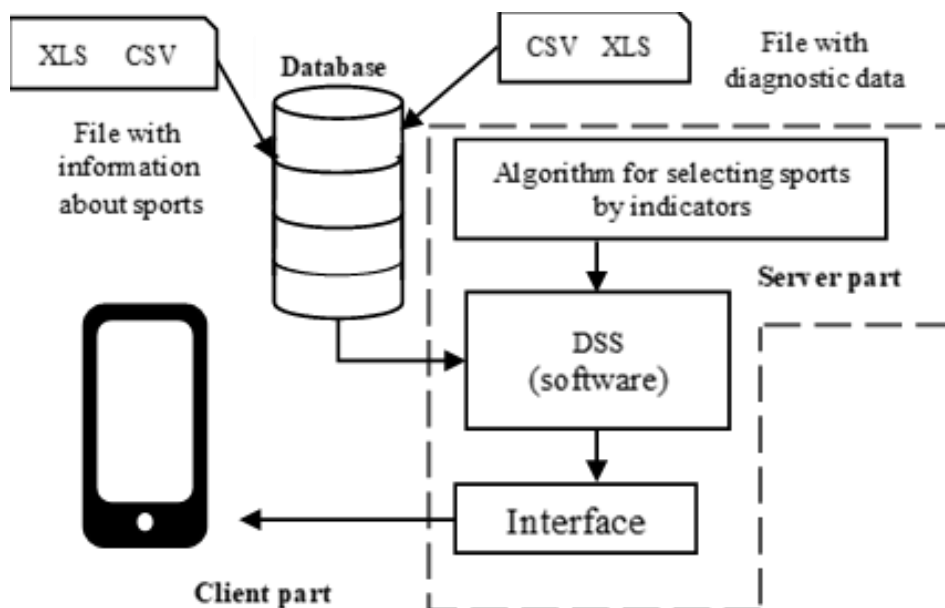 XLS CSV
CSV XLS
File with
diagnostic data
Database
File with
information
about sports
Algorithm for selecting sports
by indicators
Server part
DSS
(software)
Interface
Client part